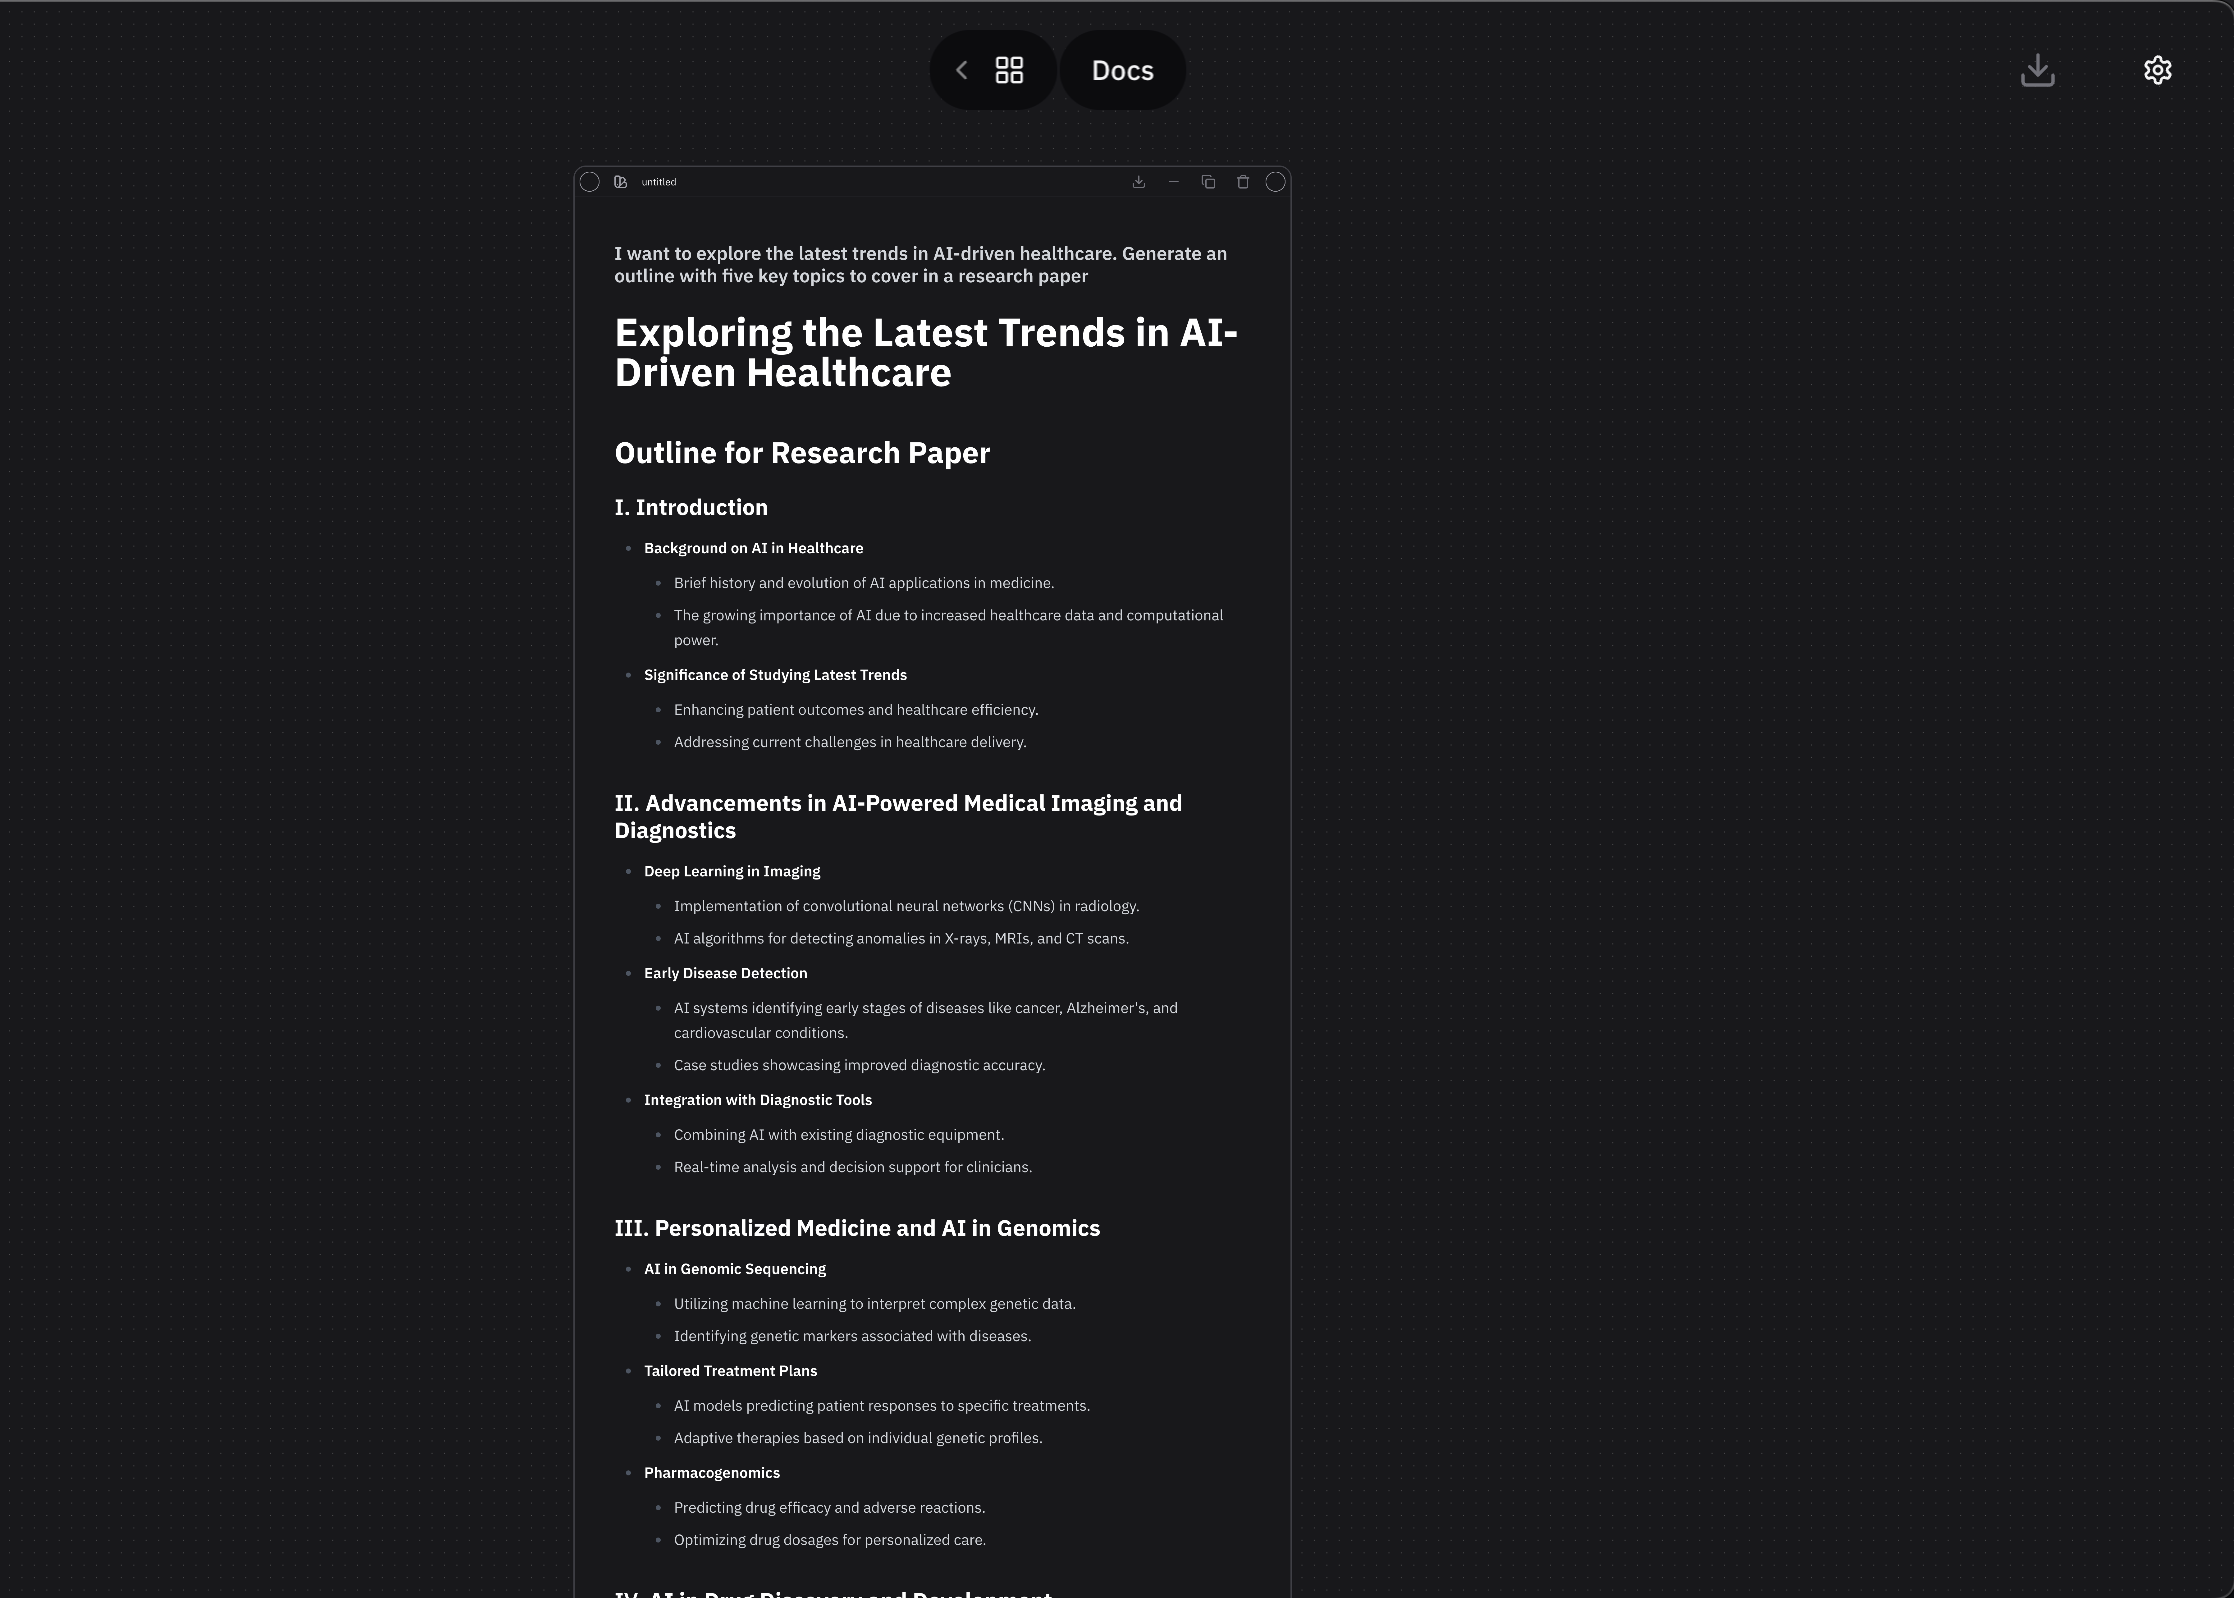 Docs
untitled
I want to explore the latest trends in AI-driven healthcare. Generate an
outline with five key topics to cover in a research paper
Exploring the Latest Trends in AI-
Driven Healthcare
Outline for Research Paper
I. Introduction
Background on AI in Healthcare
Brief history and evolution of AI applications in medicine.
The growing importance of AI due to increased healthcare data and computational
power.
Significance of Studying Latest Trends
Enhancing patient outcomes and healthcare efficiency.
Addressing current challenges in healthcare delivery.
II. Advancements in AI-Powered Medical Imaging and
Diagnostics
Deep Learning in Imaging
Implementation of convolutional neural networks (CNNs) in radiology.
AI algorithms for detecting anomalies in X-rays, MRIs, and CT scans.
Early Disease Detection
AI systems identifying early stages of diseases like cancer, Alzheimer's, and
cardiovascular conditions.
Case studies showcasing improved diagnostic accuracy.
Integration with Diagnostic Tools
Combining AI with existing diagnostic equipment.
Real-time analysis and decision support for clinicians.
III. Personalized Medicine and AI in Genomics
AI in Genomic Sequencing
Utilizing machine learning to interpret complex genetic data.
Identifying genetic markers associated with diseases.
Tailored Treatment Plans
AI models predicting patient responses to specific treatments.
Adaptive therapies based on individual genetic profiles.
Pharmacogenomics
Predicting drug efficacy and adverse reactions.
Optimizing drug dosages for personalized care.
IV. AI in Drug Discovery and Development